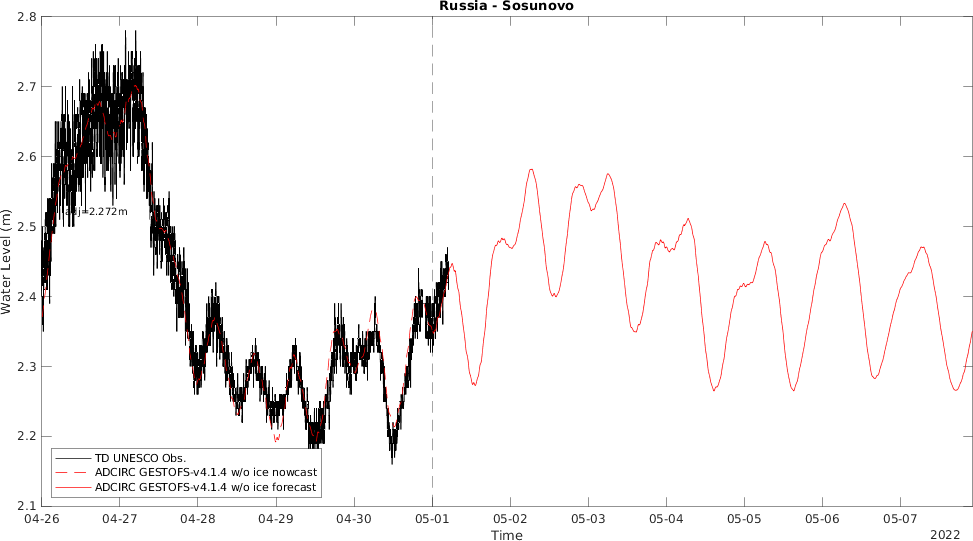 Russia - Sosunovo
2.8
2.7
2.6
2.5
2.4
2.3
2.2
2.1
Water Level (m)
adj=2.272m
TD UNESCO Obs.
ADCIRC GESTOFS-v4.1.4 w/o ice nowcast
ADCIRC GESTOFS-v4.1.4 w/o ice forecast
04-26 04-27 04-28 04-29 04-30 05-01 05-02 05-03 05-04 05-05 05-06 05-07
Time
2022